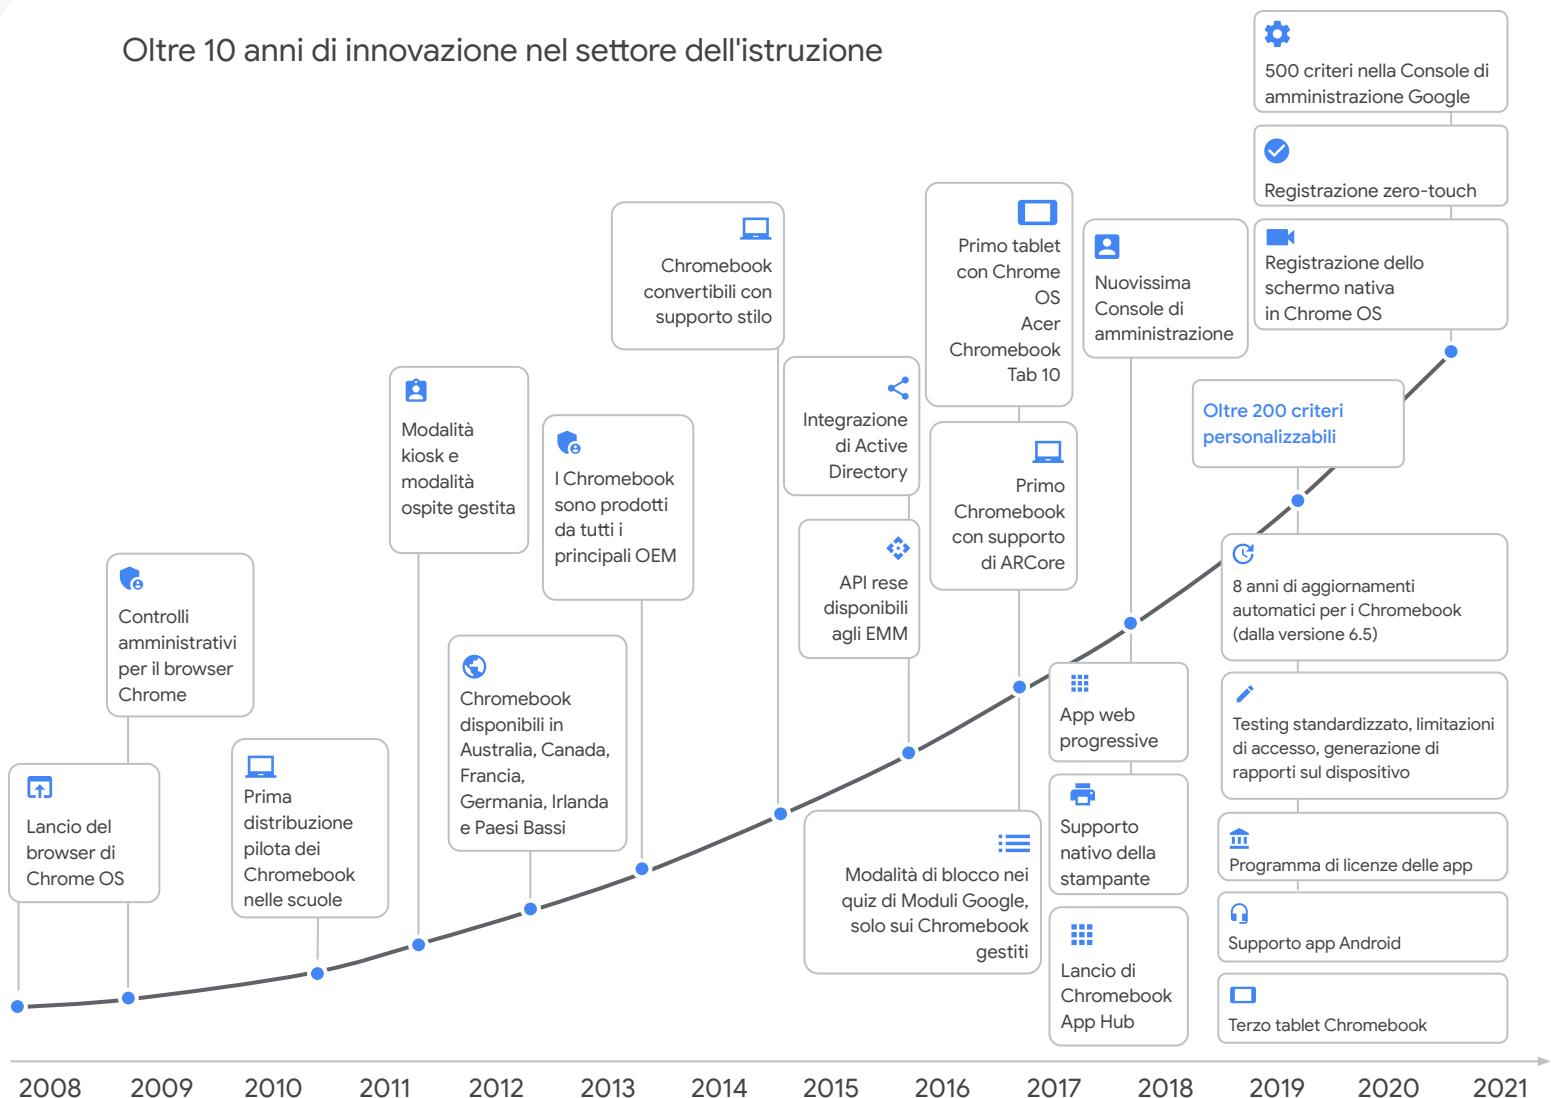 Oltre 10 anni di innovazione nel settore dell'istruzione
Lancio del
browser di
Chrome OS
Controlli
amministrativi
per il browser
Chrome
Prima
distribuzione
pilota dei
Chromebook
nelle scuole
Modalità
kiosk e
modalità
ospite gestita
Chromebook
disponibili in
Australia, Canada,
Francia,
Germania, Irlanda
e Paesi Bassi
I Chromebook
sono prodotti
da tutti i
principali OEM
Chromebook
convertibili con
supporto stilo
Integrazione
di Active
Directory
API rese
disponibili
agli EMM
Primo tablet
con Chrome
OS
Acer
Chromebook
Tab 10
Primo
Chromebook
con supporto
di ARCore
Modalità di blocco nei
quiz di Moduli Google,
solo sui Chromebook
gestiti
Nuovissima
Console di
amministrazione
App web
progressive
Supporto
nativo della
stampante
Lancio di
Chromebook
App Hub
Oltre 200 criteri
personalizzabili
8 anni di aggiornamenti
automatici per i Chromebook
(dalla versione 6.5)
Testing standardizzato, limitazioni
di accesso, generazione di
rapporti sul dispositivo
Programma di licenze delle app
Supporto app Android
Terzo tablet Chromebook
500 criteri nella Console di
amministrazione Google
Registrazione zero-touch
Registrazione dello
schermo nativa
in Chrome OS
2008 2009 2010 2011 2012 2013 2014 2015 2016 2017 2018 2019 2020 2021